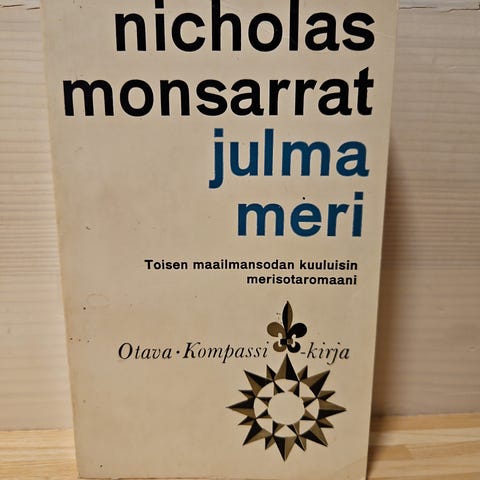 nicholas
monsarrat
julma
meri
Toisen maailmansodan kuuluisin
merisotaromaani
Otava • Kompassi -kirja